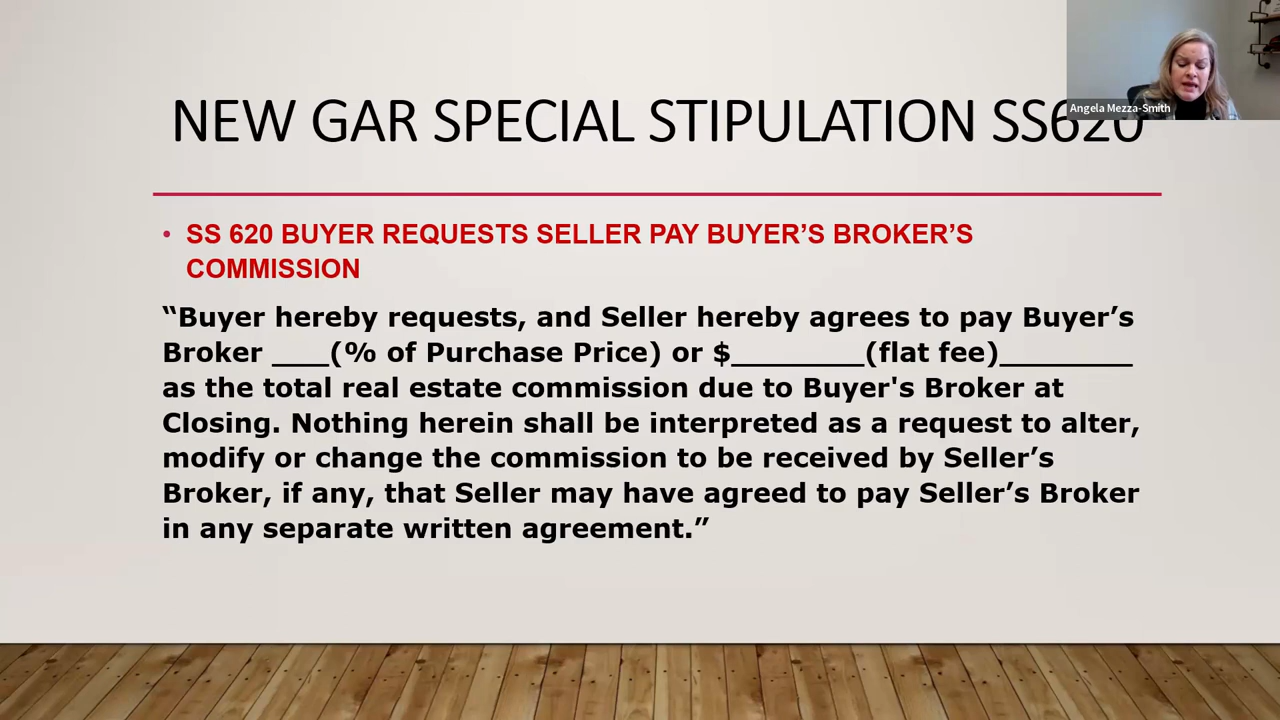 NEW GAR SPECIAL STIPULATION SS620
Angela Mezza-Smith
• SS 620 BUYER REQUESTS SELLER PAY BUYER’S BROKER’S
COMMISSION
“Buyer hereby requests, and Seller hereby agrees to pay Buyer’s
Broker ___(% of Purchase Price) or $_______(flat fee)_______
as the total real estate commission due to Buyer's Broker at
Closing. Nothing herein shall be interpreted as a request to alter,
modify or change the commission to be received by Seller’s
Broker, if any, that Seller may have agreed to pay Seller’s Broker
in any separate written agreement.”